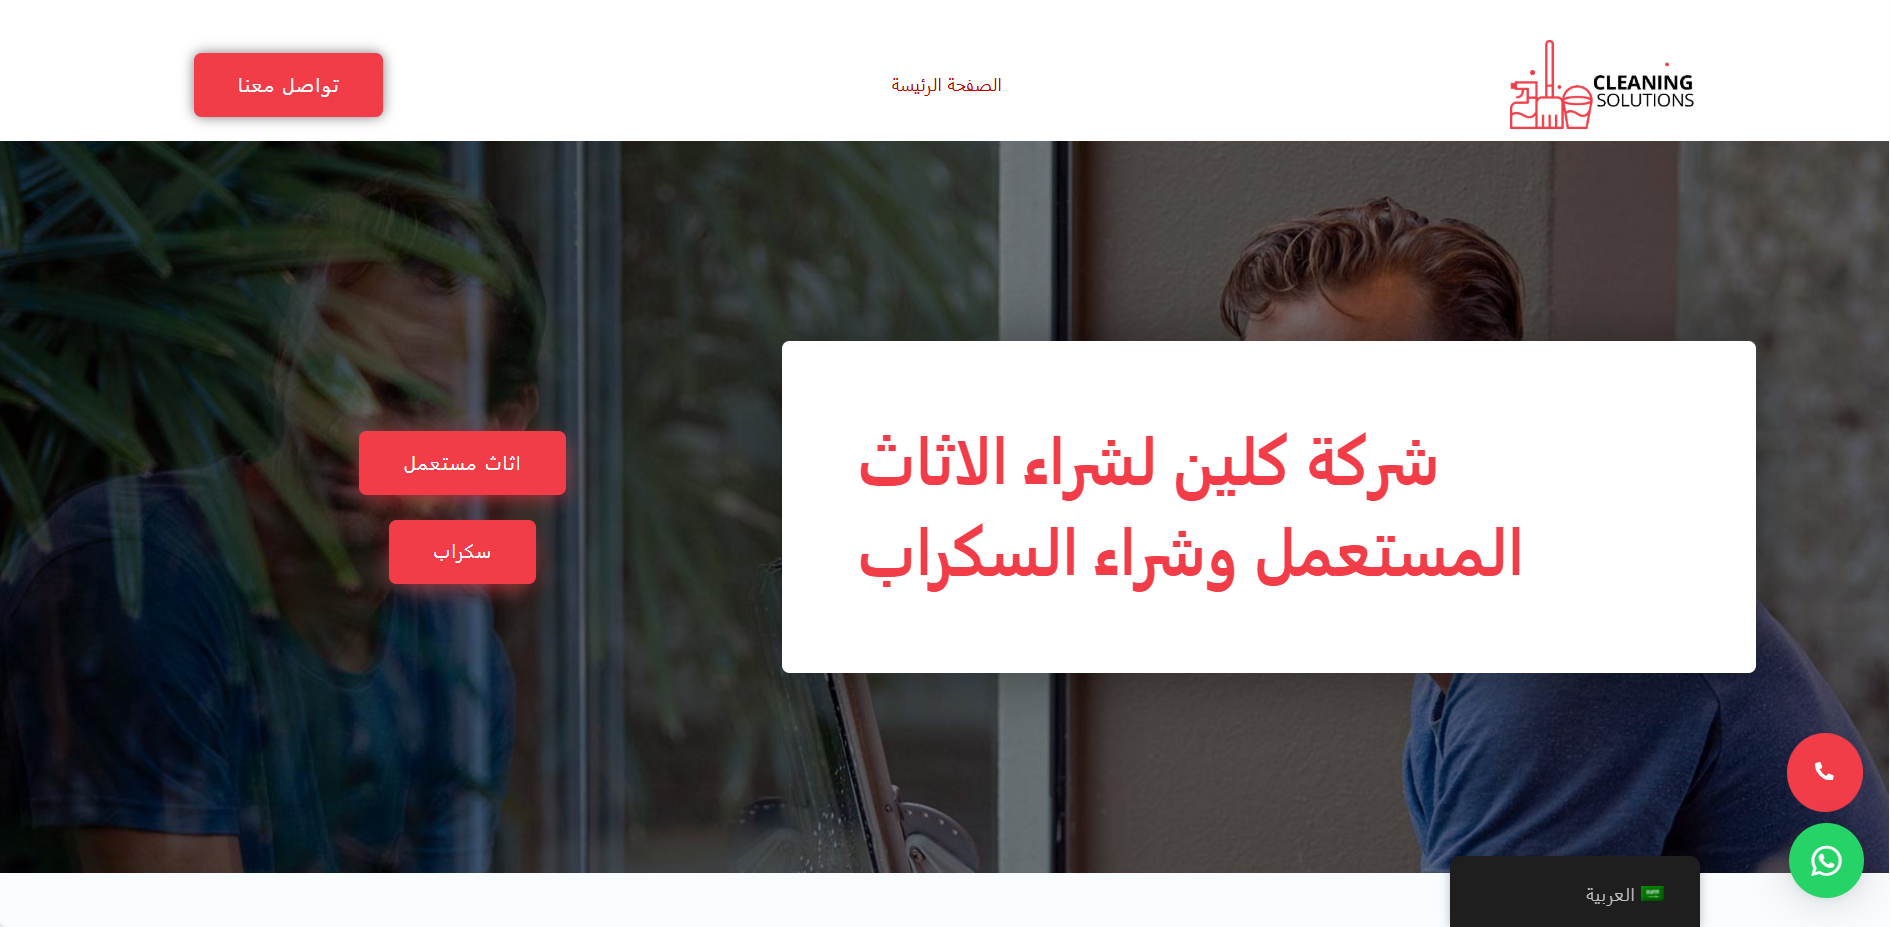 CLEANING
SOLUTIONS
الصفحة الرئيسة
تواصل معنا
شركة كلين لشراء الاثاث
المستعمل وشراء السكراب
اثاث مستعمل
سكراب
العربية